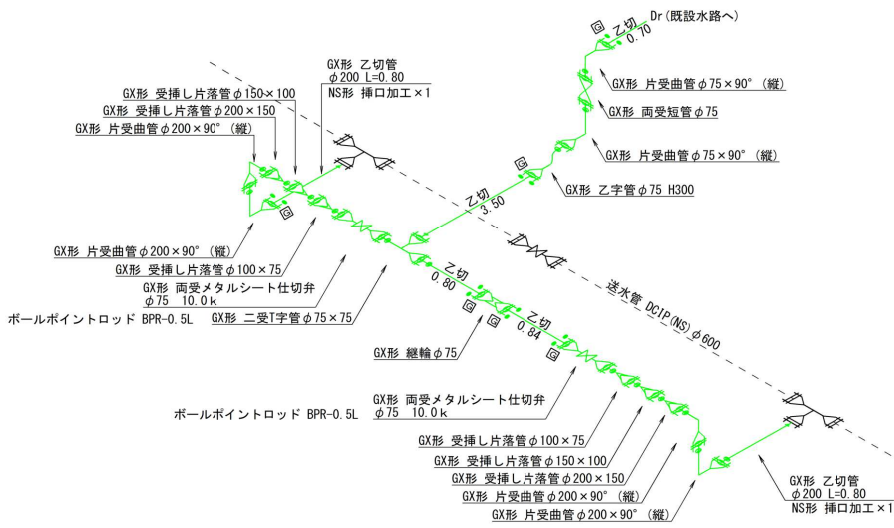 Dr(既設水路へ)
G
乙切
0.70
GX形 乙切管
φ200 L=0.80
NS形 挿口加工×1
GX形 受挿し片落管φ150×100
GX形 受挿し片落管φ200×150
GX形 片受曲管φ200×90°(縦)
GX形 片受曲管φ75×90°(縦)
GX形 両受短管φ75
GX形 片受曲管φ75×90°(縦)
G
GX形 乙字管φ75 H300
乙切
3.50
G
GX形 片受曲管φ200×90°(縦)
GX形 受挿し片落管φ100×75
GX形 両受メタルシート仕切弁
φ75 10.0k
ボールポイントロッド BPR-0.5L
GX形 二受T字管φ75×75
乙切
0.80
送水管 DCIP(NS)φ600
G
G
乙切
0.84
G
GX形 継輪φ75
GX形 両受メタルシート仕切弁
φ75 10.0k
ボールポイントロッド BPR-0.5L
GX形 受挿し片落管φ100×75
GX形 受挿し片落管φ150×100
GX形 受挿し片落管φ200×150
GX形 片受曲管φ200×90°(縦)
GX形 片受曲管φ200×90°(縦)
GX形 乙切管
φ200 L=0.80
NS形 挿口加工×1